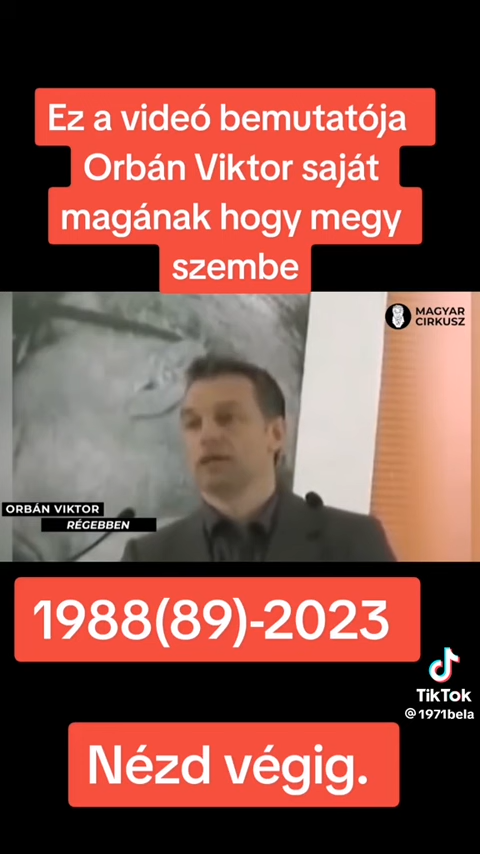 Ez a videó bemutatója
Orbán Viktor saját
magának hogy megy
szembe
MAGYAR
CIRKUSZ
ORBÁN VIKTOR
RÉGEBBEN
1988(89)-2023
TikTok
@1971bela
Nézd végig.